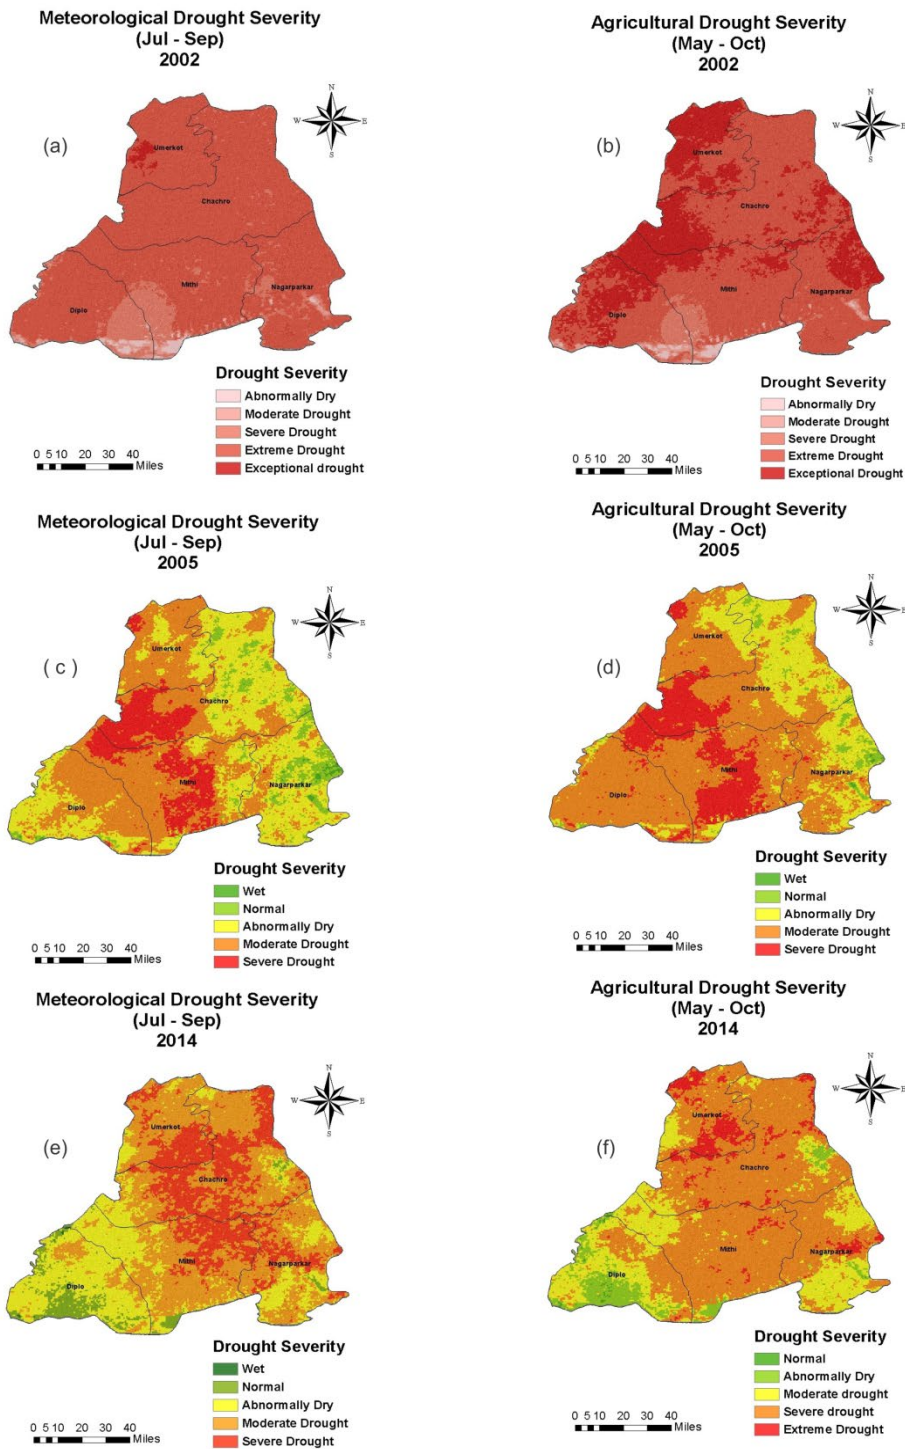 Meteorological Drought Severity
(Jul - Sep)
2002
(a)
N
W
E
S
Umerkot
Chachro
Mithi
Nagarparkar
Diplo
Drought Severity
Abnormally Dry
Moderate Drought
Severe Drought
Extreme Drought
Exceptional drought
0 5 10 20 30 40
Miles
Agricultural Drought Severity
(May - Oct)
2002
(b)
N
W
E
S
Umerkot
Chachro
Mithi
Nagarparkar
Diplo
Drought Severity
Abnormally Dry
Moderate Drought
Severe Drought
Extreme Drought
Exceptional Drought
0 5 10 20 30 40
Miles
Meteorological Drought Severity
(Jul - Sep)
2005
( c )
N
W
E
S
Umerkot
Chachro
Mithi
Nagarparkar
Diplo
Drought Severity
Wet
Normal
Abnormally Dry
Moderate Drought
Severe Drought
0 5 10 20 30 40
Miles
Agricultural Drought Severity
(May - Oct)
2005
(d)
N
W
E
S
Umerkot
Chachro
Mithi
Nagarparkar
Diplo
Drought Severity
Wet
Normal
Abnormally Dry
Moderate Drought
Severe Drought
0 5 10 20 30 40
Miles
Meteorological Drought Severity
(Jul - Sep)
2014
(e)
N
W
E
S
Umerkot
Chachro
Mithi
Nagarparkar
Diplo
Drought Severity
Wet
Normal
Abnormally Dry
Moderate Drought
Severe Drought
0 5 10 20 30 40
Miles
Agricultural Drought Severity
(May - Oct)
2014
(f)
N
W
E
S
Umerkot
Chachro
Mithi
Nagarparkar
Diplo
Drought Severity
Normal
Abnormally Dry
Moderate drought
Severe drought
Extreme Drought
0 5 10 20 30 40
Miles